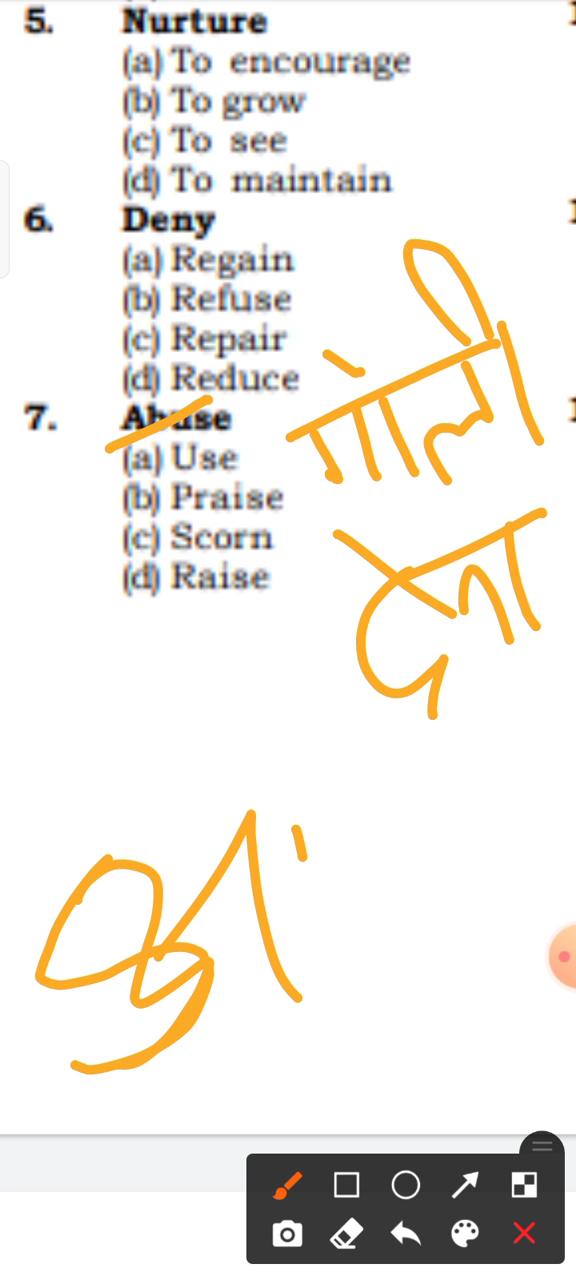 5. Nurture
(a) To encourage
(b) To grow
(c) To see
(d) To maintain
6. Deny
(a) Regain
(b) Refuse
(c) Repair
(d) Reduce
7. Abuse
(a) Use
(b) Praise
(c) Scorn
(d) Raise
गाली
देना